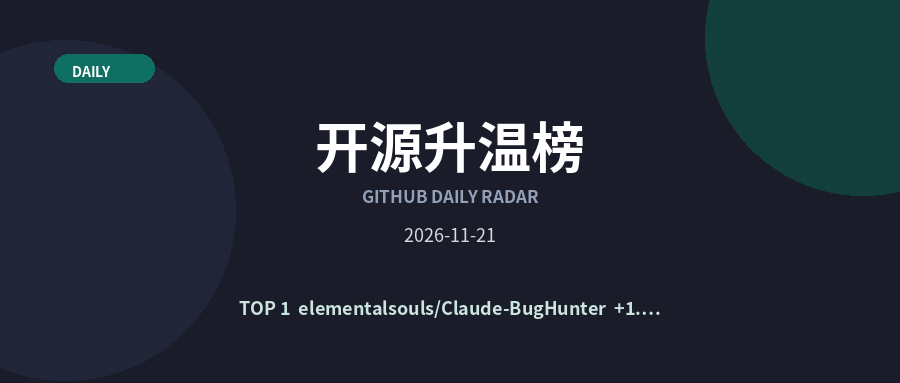 DAILY
开源升温榜
GITHUB DAILY RADAR
2026-11-21
TOP 1 elementalsouls/Claude-BugHunter +1....